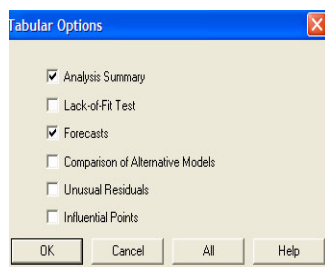 Tabular Options
Analysis Summary
Lack-of-Fit Test
Forecasts
Comparison of Alternative Models
Unusual Residuals
Influential Points
OK Cancel All Help